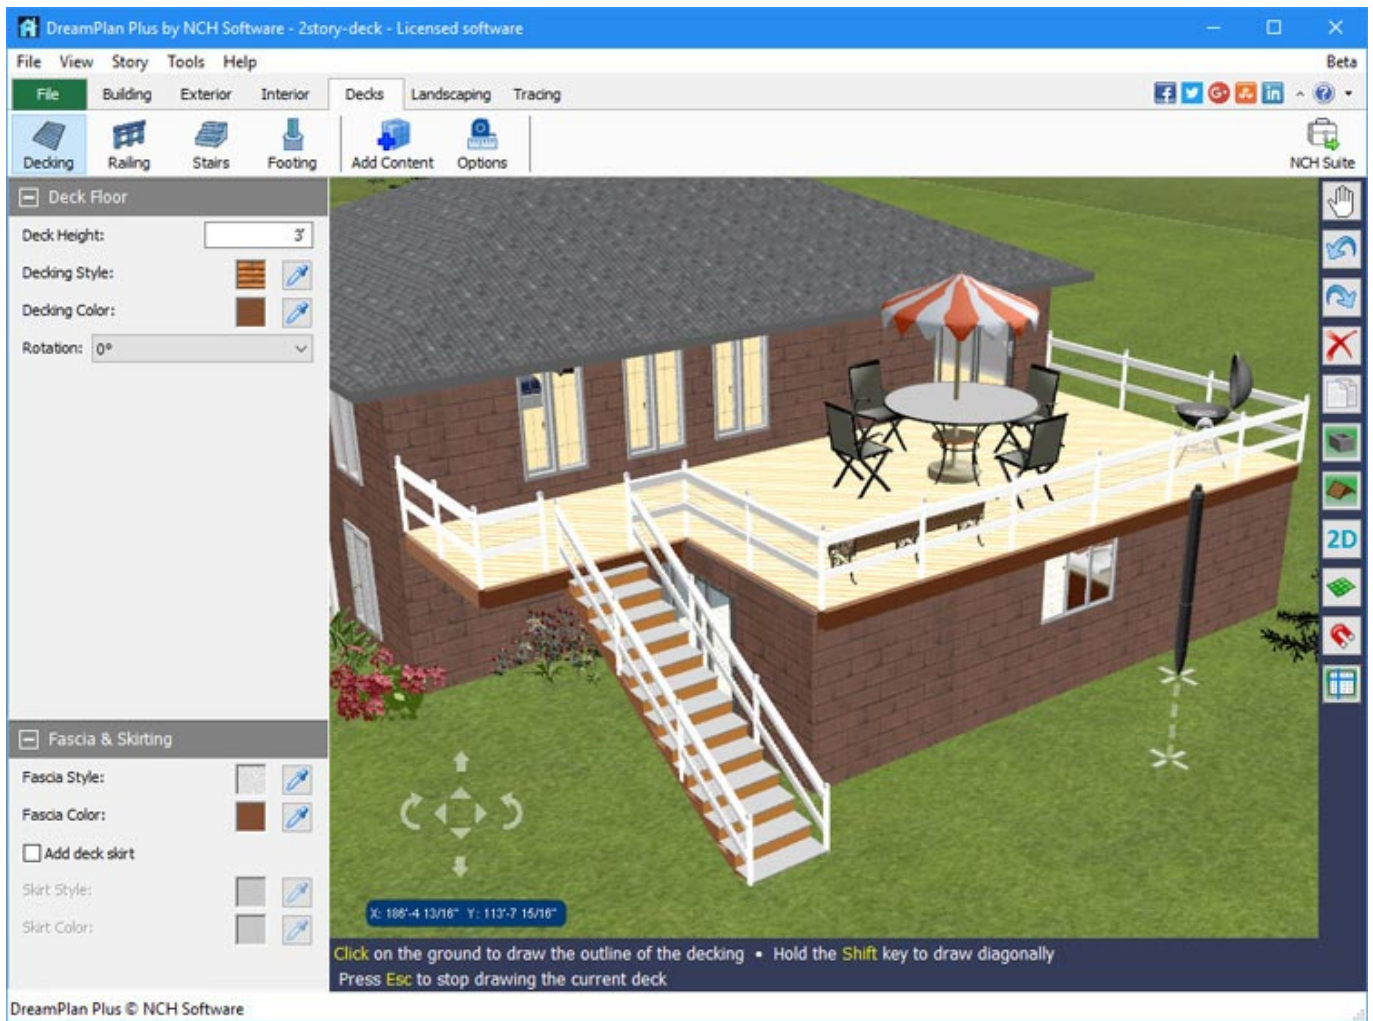 DreamPlan Plus by NCH Software - 2story-deck - Licensed software
File View Story Tools Help Beta
File Building Exterior Interior Decks Landscaping Tracing
Decking Railing Stairs Footing Add Content Options NCH Suite
Deck Floor
Deck Height: 3'
Decking Style:
Decking Color:
Rotation: 0°
2D
Fascia & Skirting
Fascia Style:
Fascia Color:
Add deck skirt
Skirt Style:
Skirt Color:
X: 186'-4 13/16" Y: 113'-7 15/16"
Click on the ground to draw the outline of the decking • Hold the Shift key to draw diagonally
Press Esc to stop drawing the current deck
DreamPlan Plus © NCH Software